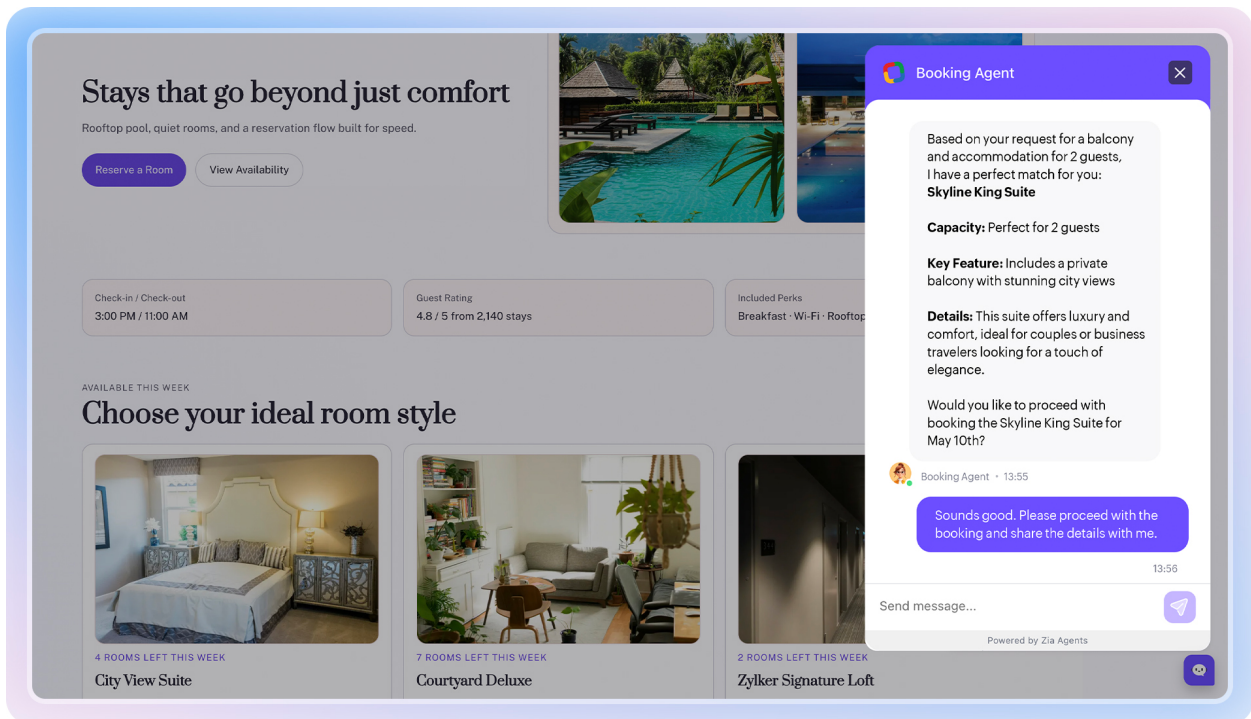 Stays that go beyond just comfort
Rooftop pool, quiet rooms, and a reservation flow built for speed.
Reserve a Room
View Availability
Check-in / Check-out
3:00 PM / 11:00 AM
Guest Rating
4.8 / 5 from 2,140 stays
Included Perks
Breakfast · Wi-Fi · Rooftop
AVAILABLE THIS WEEK
Choose your ideal room style
4 ROOMS LEFT THIS WEEK
City View Suite
7 ROOMS LEFT THIS WEEK
Courtyard Deluxe
2 ROOMS LEFT THIS WEEK
Zylker Signature Loft
Booking Agent
Based on your request for a balcony
and accommodation for 2 guests,
I have a perfect match for you:
Skyline King Suite
Capacity: Perfect for 2 guests
Key Feature: Includes a private
balcony with stunning city views
Details: This suite offers luxury and
comfort, ideal for couples or business
travelers looking for a touch of
elegance.
Would you like to proceed with
booking the Skyline King Suite for
May 10th?
Booking Agent • 13:55
Sounds good. Please proceed with the
booking and share the details with me.
13:56
Send message...
Powered by Zia Agents